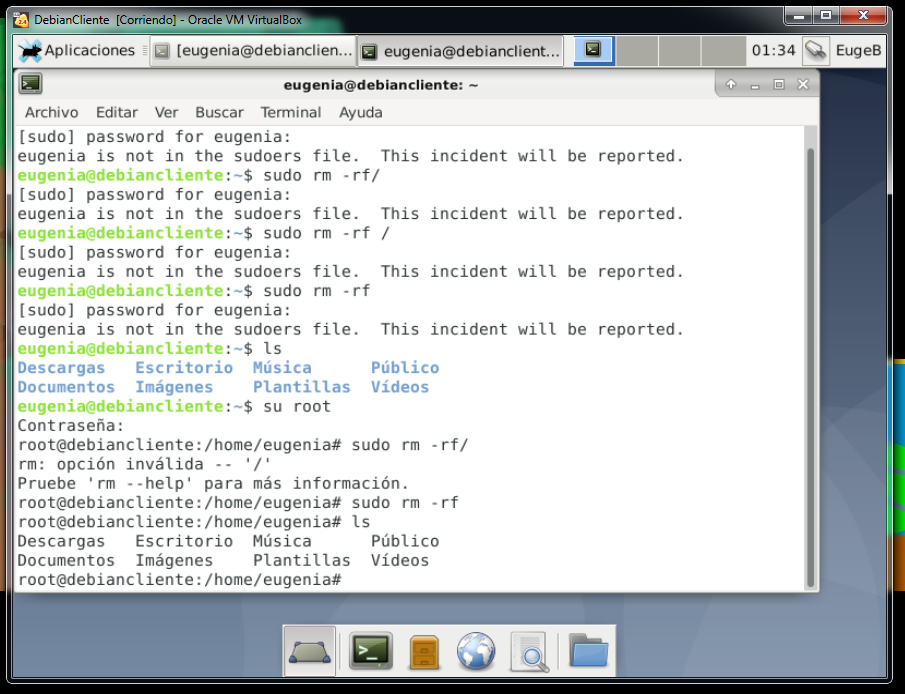 DebianCliente [Corriendo] - Oracle VM VirtualBox
Aplicaciones [eugenia@debianclien... eugenia@debianclient... 01:34 EugeB
eugenia@debiancliente: ~
Archivo Editar Ver Buscar Terminal Ayuda
[sudo] password for eugenia:
eugenia is not in the sudoers file.  This incident will be reported.
eugenia@debiancliente:~$ sudo rm -rf/
[sudo] password for eugenia:
eugenia is not in the sudoers file.  This incident will be reported.
eugenia@debiancliente:~$ sudo rm -rf /
[sudo] password for eugenia:
eugenia is not in the sudoers file.  This incident will be reported.
eugenia@debiancliente:~$ sudo rm -rf
[sudo] password for eugenia:
eugenia is not in the sudoers file.  This incident will be reported.
eugenia@debiancliente:~$ ls
Descargas   Escritorio  Música      Público
Documentos  Imágenes    Plantillas  Vídeos
eugenia@debiancliente:~$ su root
Contraseña:
root@debiancliente:/home/eugenia# sudo rm -rf/
rm: opción inválida -- '/'
Pruebe 'rm --help' para más información.
root@debiancliente:/home/eugenia# sudo rm -rf
root@debiancliente:/home/eugenia# ls
Descargas   Escritorio  Música      Público
Documentos  Imágenes    Plantillas  Vídeos
root@debiancliente:/home/eugenia#